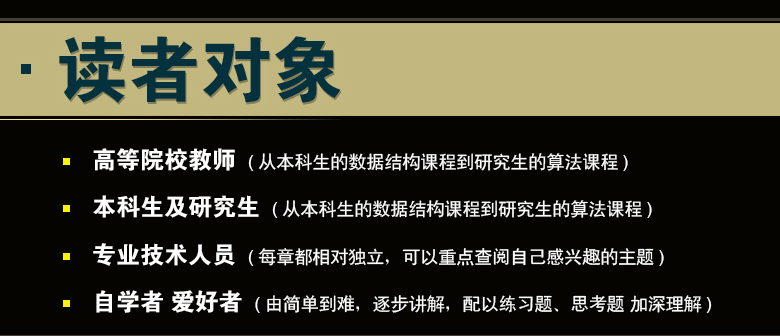 · 读者对象
高等院校教师 (从本科生的数据结构课程到研究生的算法课程)
本科生及研究生 (从本科生的数据结构课程到研究生的算法课程)
专业技术人员 (每章都相对独立，可以重点查阅自己感兴趣的主题)
自学者 爱好者 (由简单到难，逐步讲解，配以练习题、思考题 加深理解)